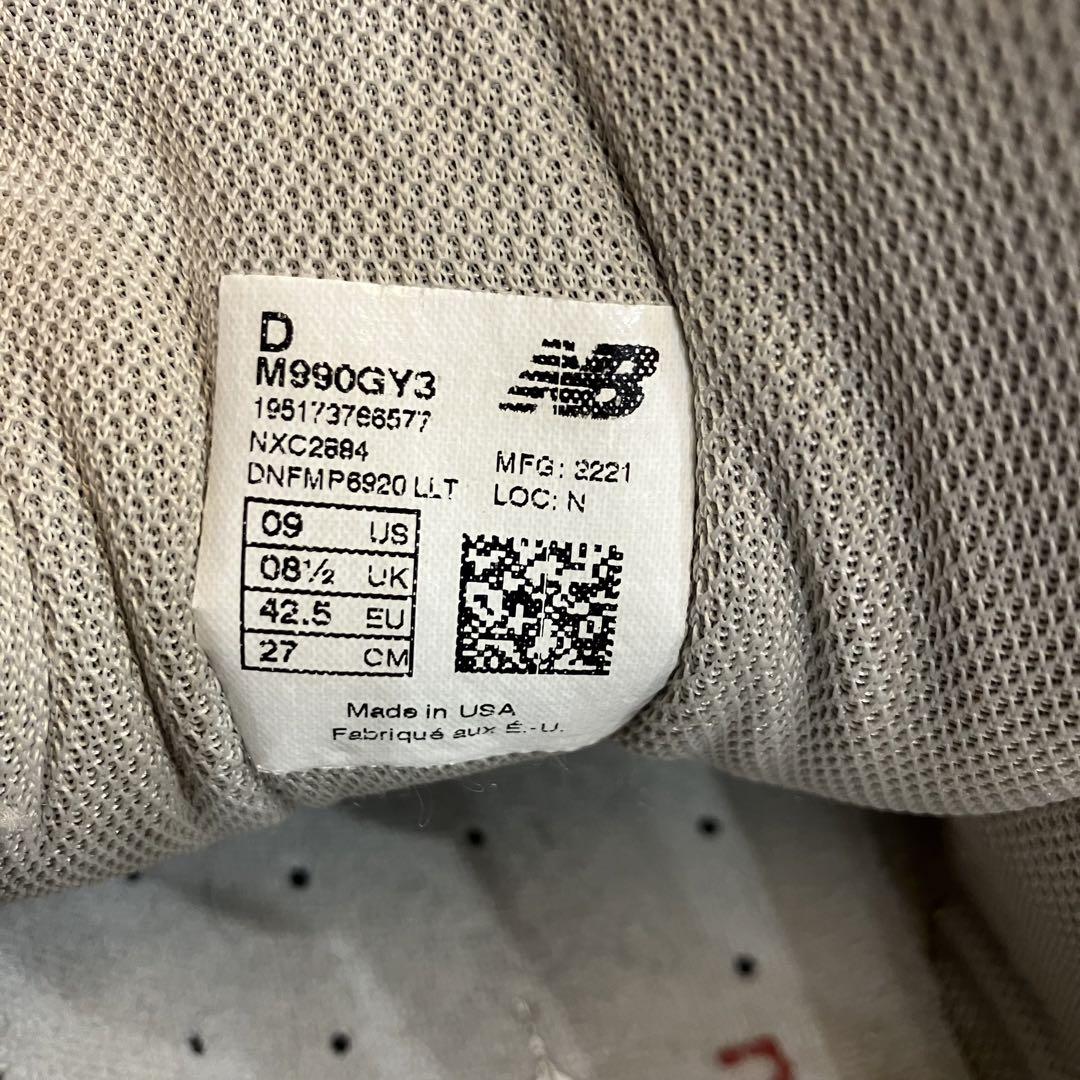 D
M990GY3
195173766577
NXC2884
DNFMP6920 LLT
MFG: 2221
LOC: N
09 US
08½ UK
42.5 EU
27 CM
Made in USA
Fabriqué aux É.-U.